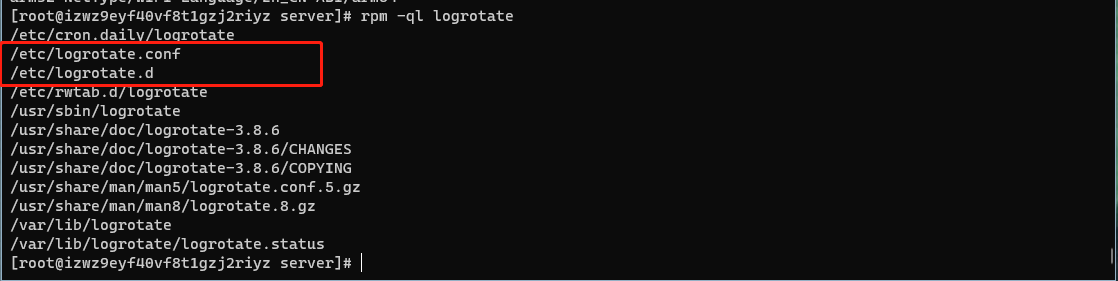 [root@izwz9eyf40vf8t1gzj2riyz server]# rpm -ql logrotate
/etc/cron.daily/logrotate
/etc/logrotate.conf
/etc/logrotate.d
/etc/rwtab.d/logrotate
/usr/sbin/logrotate
/usr/share/doc/logrotate-3.8.6
/usr/share/doc/logrotate-3.8.6/CHANGES
/usr/share/doc/logrotate-3.8.6/COPYING
/usr/share/man/man5/logrotate.conf.5.gz
/usr/share/man/man8/logrotate.8.gz
/var/lib/logrotate
/var/lib/logrotate/logrotate.status
[root@izwz9eyf40vf8t1gzj2riyz server]#